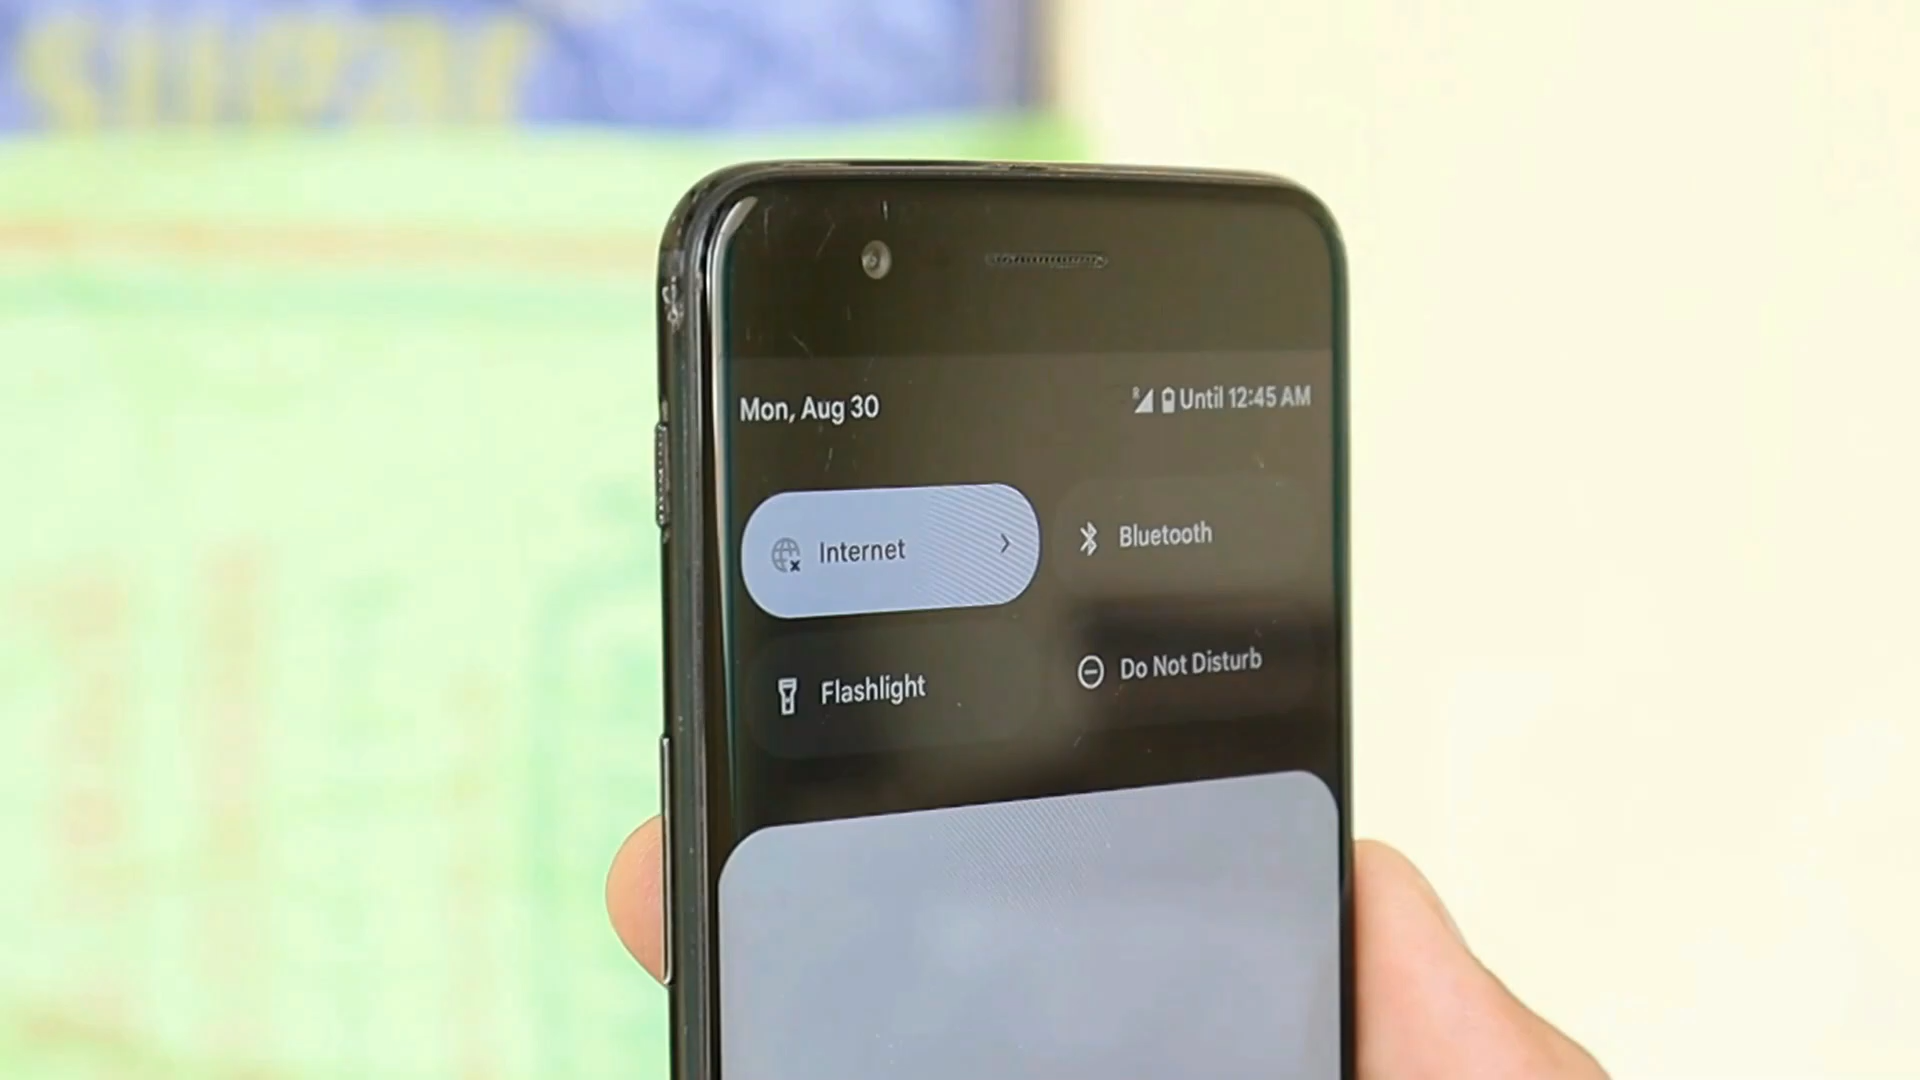 Mon, Aug 30
R Until 12:45 AM
Internet
Bluetooth
Flashlight
Do Not Disturb